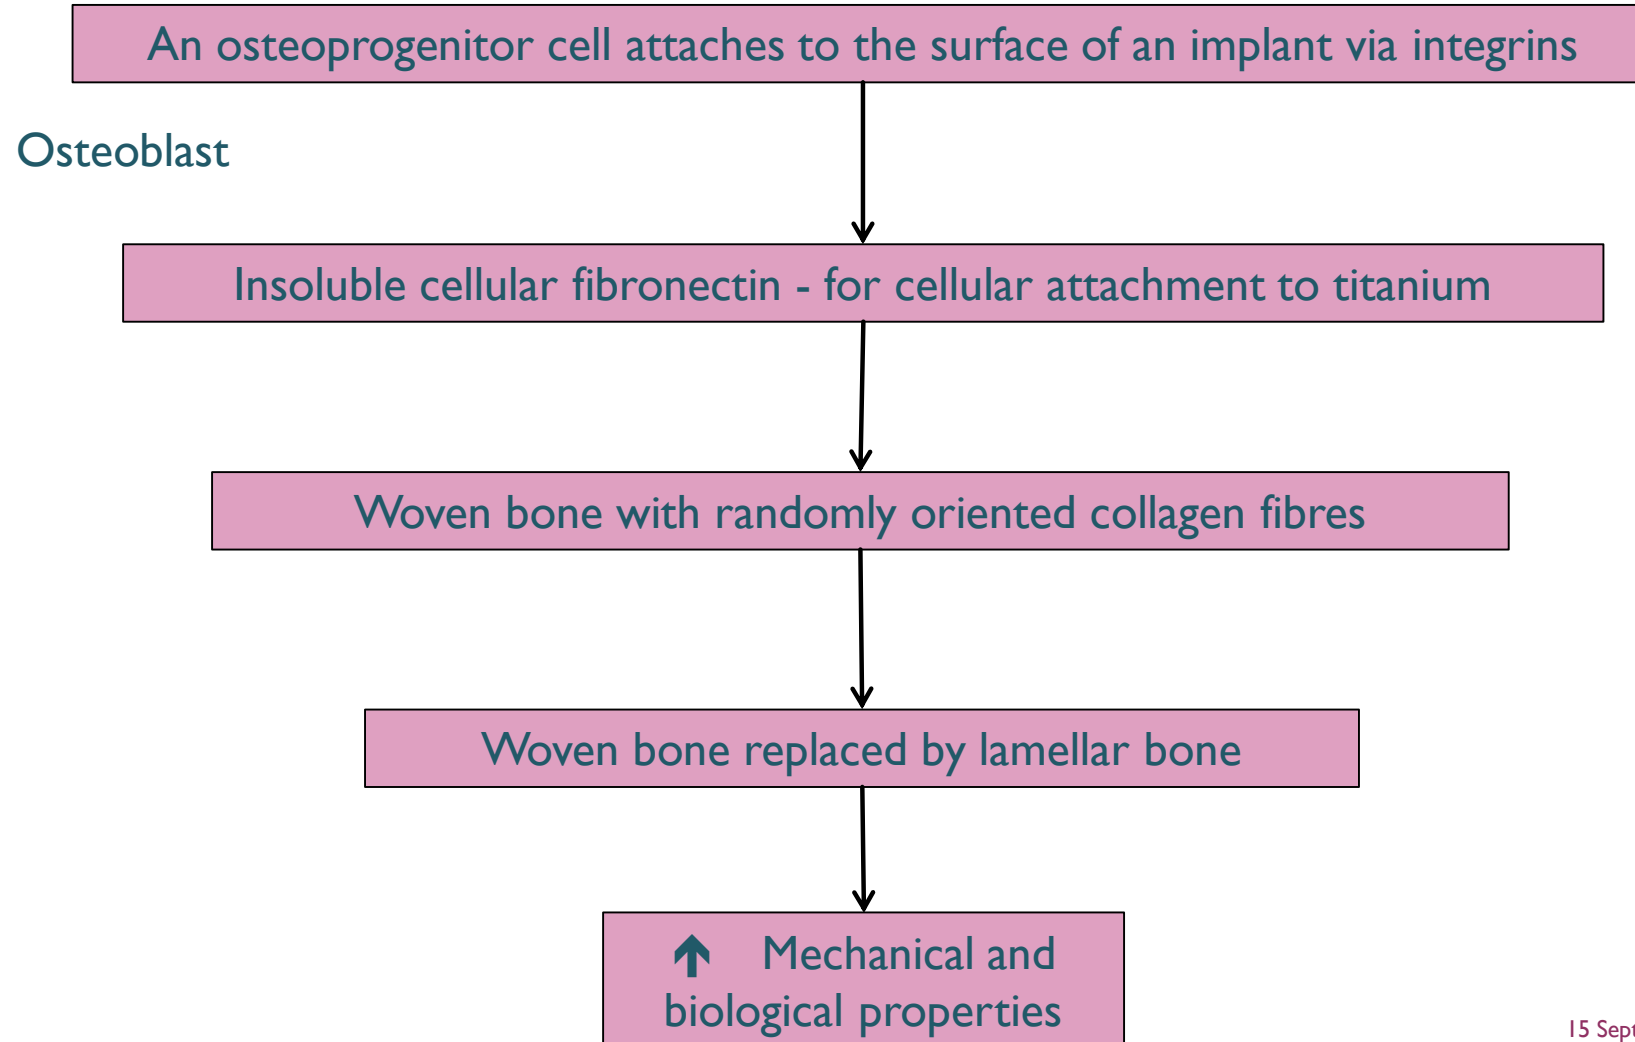 An osteoprogenitor cell attaches to the surface of an implant via integrins
Osteoblast
Insoluble cellular fibronectin - for cellular attachment to titanium
Woven bone with randomly oriented collagen fibres
Woven bone replaced by lamellar bone
↑ Mechanical and
biological properties
15 Sept